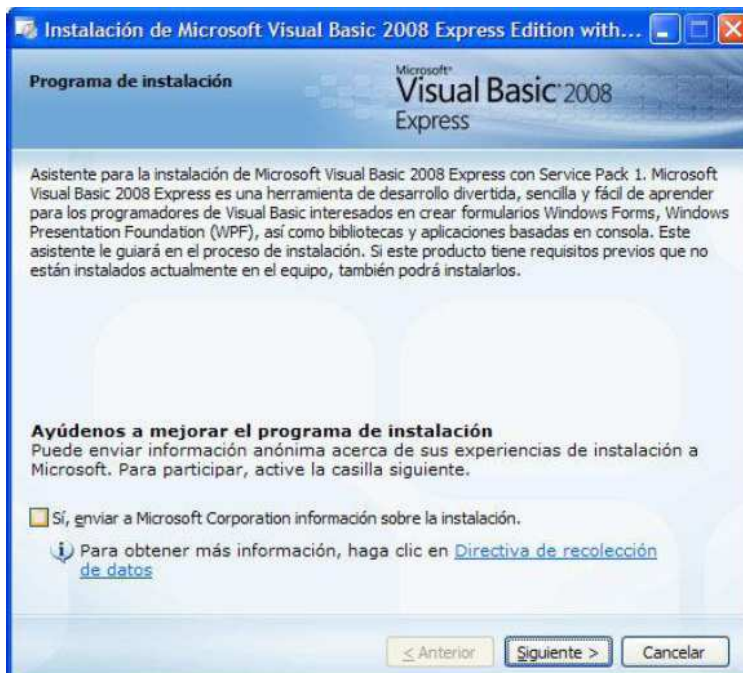 Instalación de Microsoft Visual Basic 2008 Express Edition with...
Programa de instalación
Microsoft®
Visual Basic® 2008
Express
Asistente para la instalación de Microsoft Visual Basic 2008 Express con Service Pack 1. Microsoft
Visual Basic 2008 Express es una herramienta de desarrollo divertida, sencilla y fácil de aprender
para los programadores de Visual Basic interesados en crear formularios Windows Forms, Windows
Presentation Foundation (WPF), así como bibliotecas y aplicaciones basadas en consola. Este
asistente le guiará en el proceso de instalación. Si este producto tiene requisitos previos que no
están instalados actualmente en el equipo, también podrá instalarlos.
Ayúdenos a mejorar el programa de instalación
Puede enviar información anónima acerca de sus experiencias de instalación a
Microsoft. Para participar, active la casilla siguiente.
Sí, enviar a Microsoft Corporation información sobre la instalación.
Para obtener más información, haga clic en Directiva de recolección
de datos
< Anterior Siguiente > Cancelar